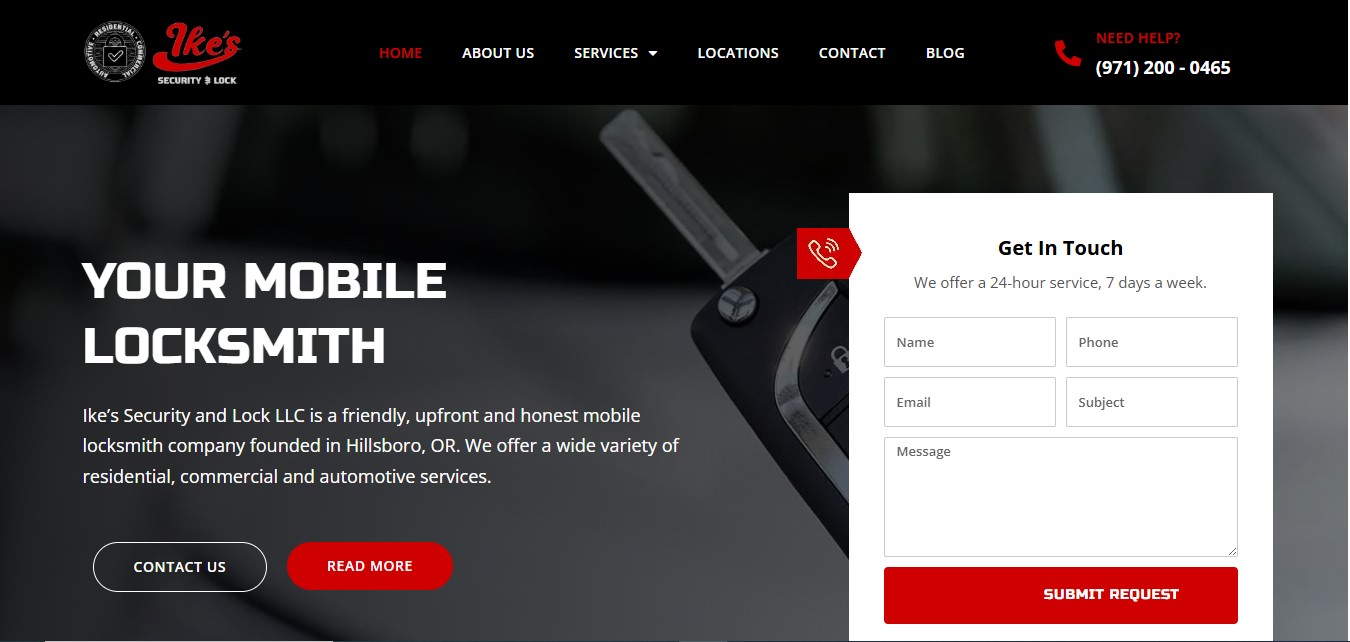 RESIDENTIAL
COMMERCIAL
AUTOMOTIVE
Ike's
SECURITY & LOCK
HOME
ABOUT US
SERVICES
LOCATIONS
CONTACT
BLOG
NEED HELP?
(971) 200 - 0465
YOUR MOBILE
LOCKSMITH
Ike’s Security and Lock LLC is a friendly, upfront and honest mobile
locksmith company founded in Hillsboro, OR. We offer a wide variety of
residential, commercial and automotive services.
CONTACT US
READ MORE
Get In Touch
We offer a 24-hour service, 7 days a week.
Name
Phone
Email
Subject
Message
SUBMIT REQUEST